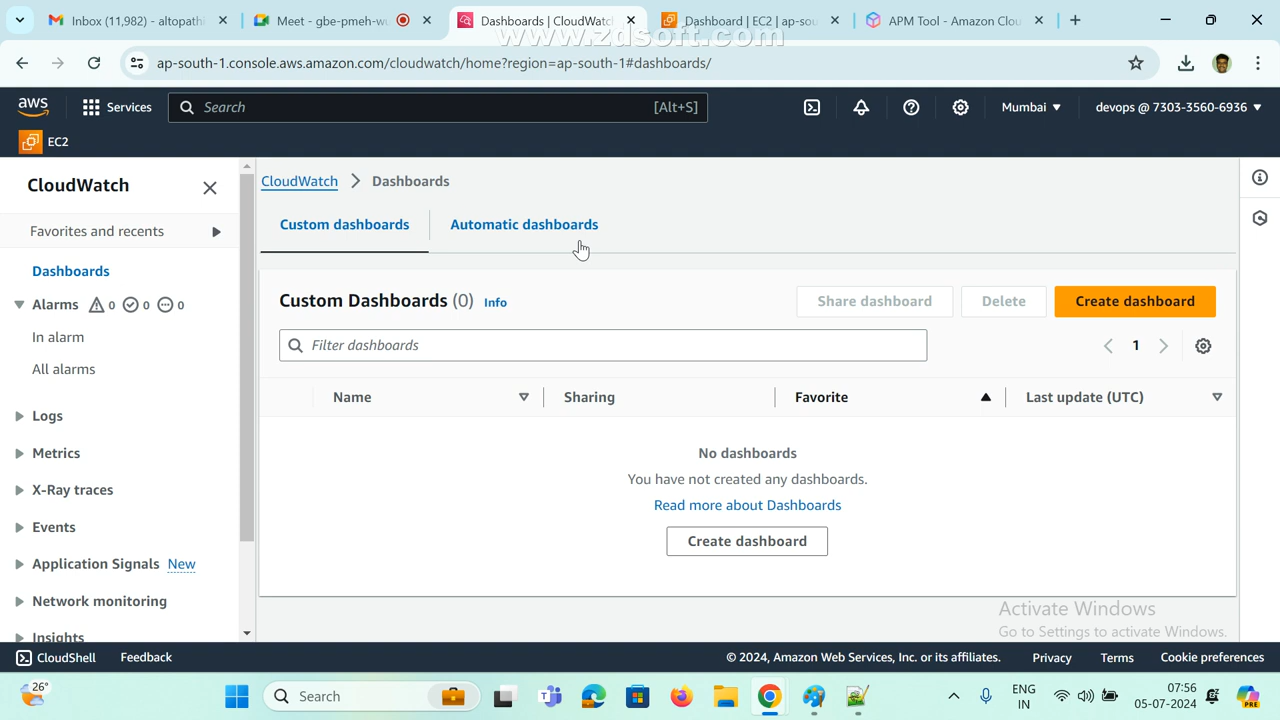 Inbox (11,982) - altopathi
Meet - gbe-pmeh-wu
Dashboards | CloudWatch
Dashboard | EC2 | ap-sou
APM Tool - Amazon Clou
www.zdsoft.com
ap-south-1.console.aws.amazon.com/cloudwatch/home?region=ap-south-1#dashboards/
aws
Services
Search
[Alt+S]
Mumbai
devops @ 7303-3560-6936
EC2
CloudWatch
CloudWatch
Dashboards
Favorites and recents
Custom dashboards
Automatic dashboards
Dashboards
Alarms 0 0 0
In alarm
All alarms
Logs
Metrics
X-Ray traces
Events
Application Signals New
Network monitoring
Insights
Custom Dashboards (0) Info
Share dashboard
Delete
Create dashboard
Filter dashboards
1
Name
Sharing
Favorite
Last update (UTC)
No dashboards
You have not created any dashboards.
Read more about Dashboards
Create dashboard
Activate Windows
Go to Settings to activate Windows.
CloudShell
Feedback
© 2024, Amazon Web Services, Inc. or its affiliates.
Privacy
Terms
Cookie preferences
26°
Search
ENG
IN
07:56
05-07-2024
PRE